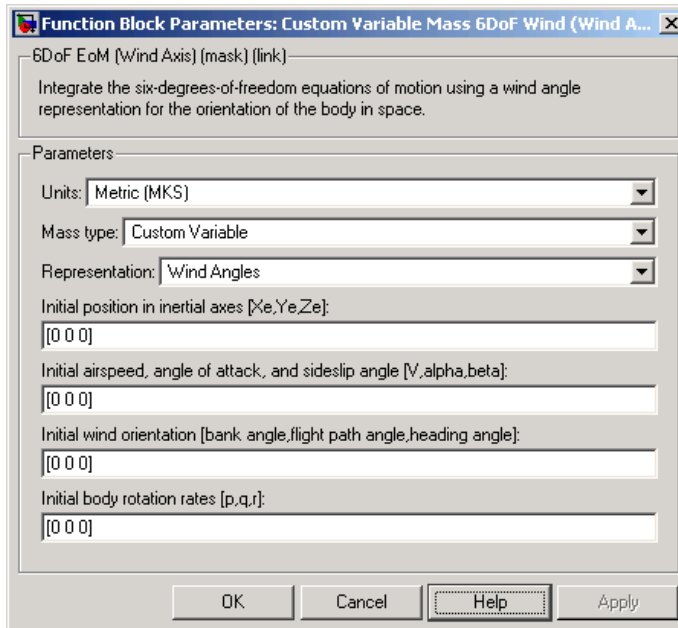 Function Block Parameters: Custom Variable Mass 6DoF Wind (Wind A...
6DoF EoM (Wind Axis) (mask) (link)
Integrate the six-degrees-of-freedom equations of motion using a wind angle
representation for the orientation of the body in space.
Parameters
Units: Metric (MKS)
Mass type: Custom Variable
Representation: Wind Angles
Initial position in inertial axes [Xe,Ye,Ze]:
[0 0 0]
Initial airspeed, angle of attack, and sideslip angle [V,alpha,beta]:
[0 0 0]
Initial wind orientation [bank angle,flight path angle,heading angle]:
[0 0 0]
Initial body rotation rates [p,q,r]:
[0 0 0]
OK Cancel Help Apply